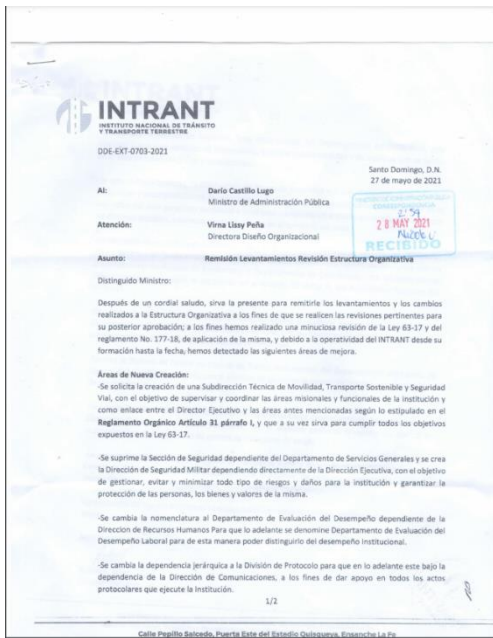 INTRANT
INSTITUTO NACIONAL DE TRÁNSITO
Y TRANSPORTE TERRESTRE
DDE-EXT-0703-2021
Santo Domingo, D.N.
27 de mayo de 2021
Al:
Darío Castillo Lugo
Ministro de Administración Pública
Atención:
Virna Lissy Peña
Directora Diseño Organizacional
28 MAY 2021
RECIBIDO
Asunto:
Remisión Levantamientos Revisión Estructura Organizativa
Distinguido Ministro:
Después de un cordial saludo, sirva la presente para remitirle los levantamientos y los cambios
realizados a la Estructura Organizativa a los fines de que se realicen las revisiones pertinentes para
su posterior aprobación; a los fines hemos realizado una minuciosa revisión de la Ley 63-17 y del
reglamento No. 177-18, de aplicación de la misma, y debido a la operatividad del INTRANT desde su
formación hasta la fecha, hemos detectado las siguientes áreas de mejora.
Áreas de Nueva Creación:
-Se solicita la creación de una Subdirección Técnica de Movilidad, Transporte Sostenible y Seguridad
Vial, con el objetivo de supervisar y coordinar las áreas misionales y funcionales de la institución y
como enlace entre el Director Ejecutivo y las áreas antes mencionadas según lo estipulado en el
Reglamento Orgánico Artículo 31 párrafo I, y que a su vez sirva para cumplir todos los objetivos
expuestos en la Ley 63-17.
-Se suprime la Sección de Seguridad dependiente del Departamento de Servicios Generales y se crea
la Dirección de Seguridad Militar dependiendo directamente de la Dirección Ejecutiva, con el objetivo
de gestionar, evitar y minimizar todo tipo de riesgos y daños para la institución y garantizar la
protección de las personas, los bienes y valores de la misma.
-Se cambia la nomenclatura al Departamento de Evaluación del Desempeño dependiente de la
Direccion de Recursos Humanos Para que lo adelante se denomine Departamento de Evaluación del
Desempeño Laboral para de esta manera poder distinguirlo del desempeño institucional.
-Se cambia la dependencia jerárquica a la División de Protocolo para que en lo adelante este bajo la
dependencia de la Dirección de Comunicaciones, a los fines de dar apoyo en todos los actos
protocolares que ejecute la Institución.
1/2
Calle Pepillo Salcedo, Puerta Este del Estadio Quisqueya, Ensanche La Fe